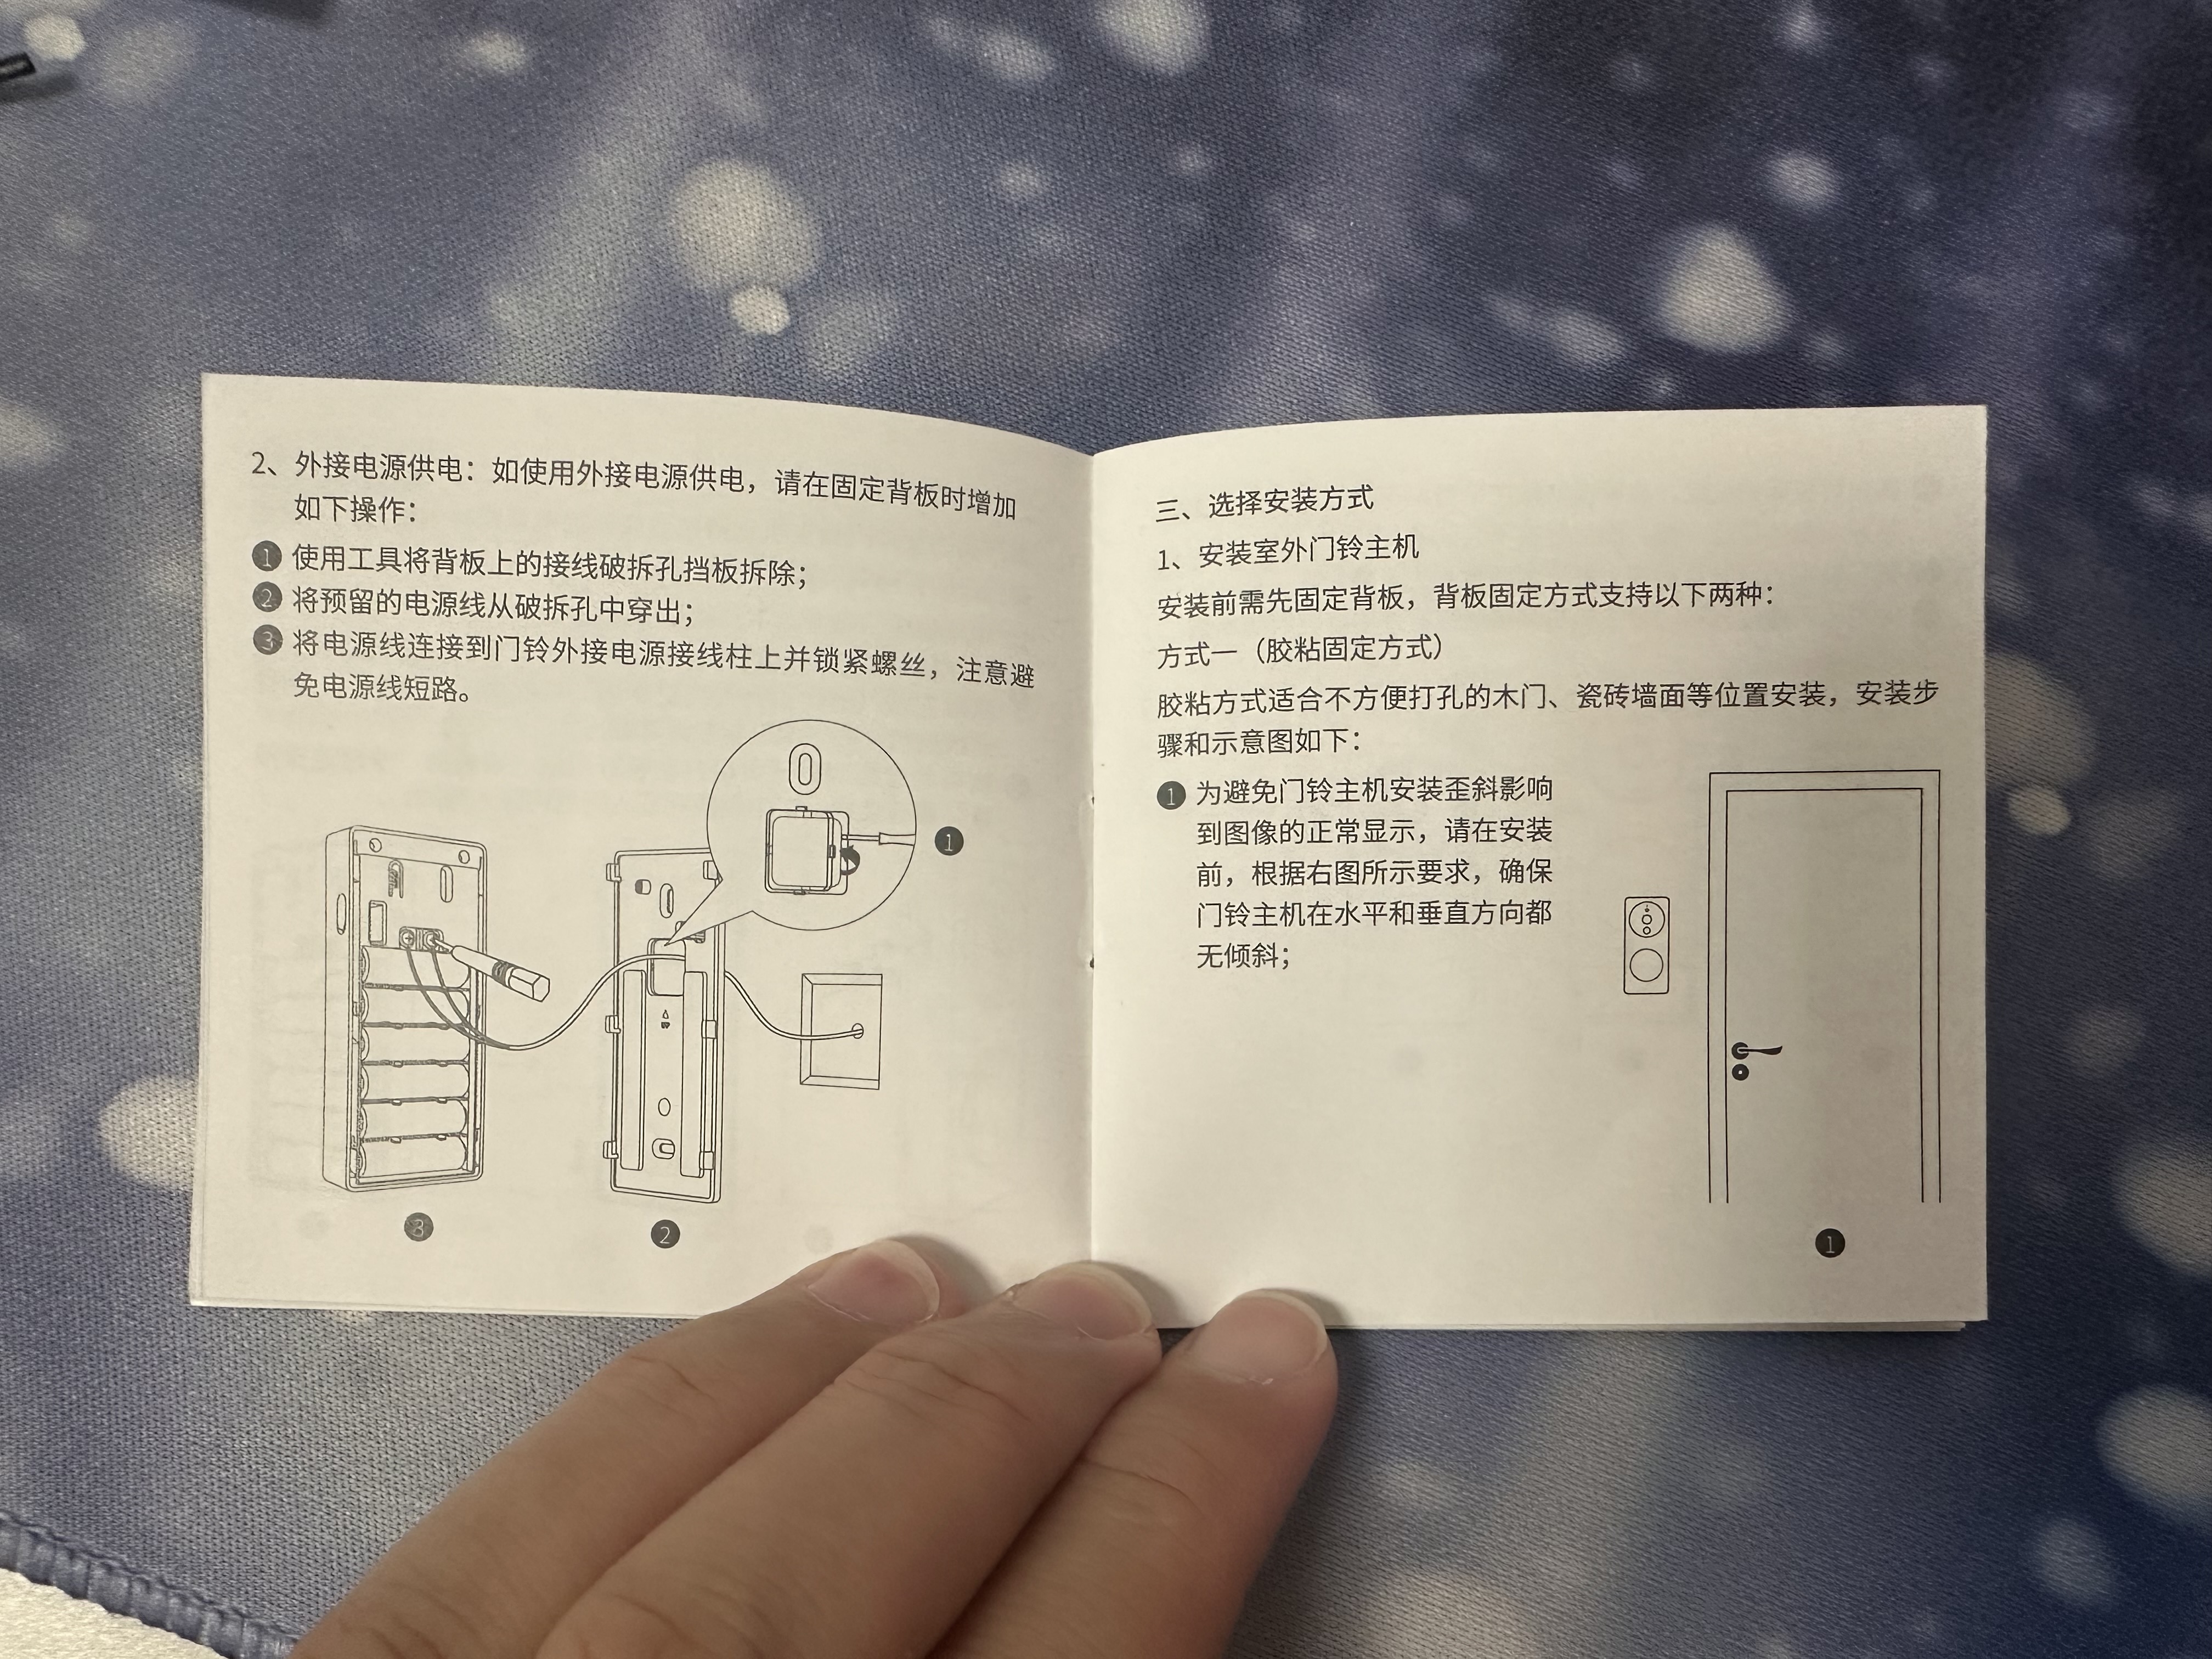 2、外接电源供电：如使用外接电源供电，请在固定背板时增加
如下操作：
1 使用工具将背板上的接线破拆孔挡板拆除；
2 将预留的电源线从破拆孔中穿出；
3 将电源线连接到门铃外接电源接线柱上并锁紧螺丝，注意避
免电源线短路。
1
UP
3
2
三、选择安装方式
1、安装室外门铃主机
安装前需先固定背板，背板固定方式支持以下两种：
方式一（胶粘固定方式）
胶粘方式适合不方便打孔的木门、瓷砖墙面等位置安装，安装步
骤和示意图如下：
1 为避免门铃主机安装歪斜影响
到图像的正常显示，请在安装
前，根据右图所示要求，确保
门铃主机在水平和垂直方向都
无倾斜；
1